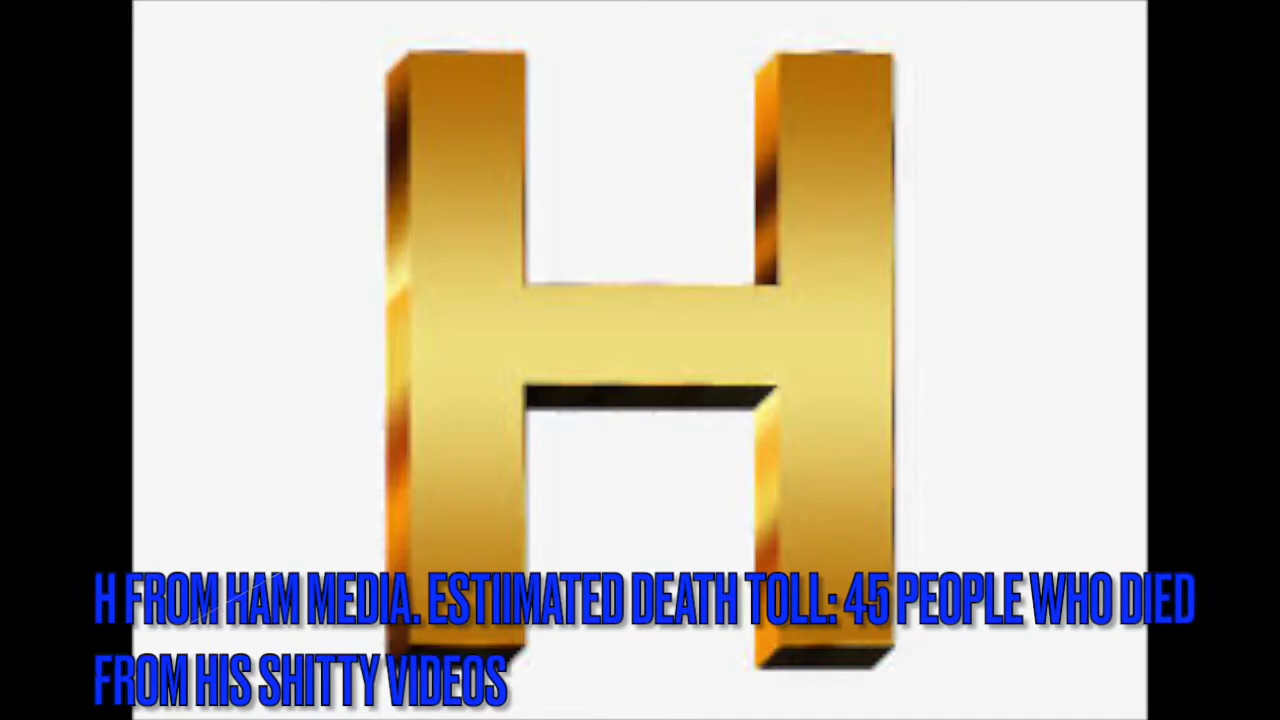 H
H FROM HAM MEDIA. ESTIIMATED DEATH TOLL: 45 PEOPLE WHO DIED
FROM HIS SHITTY VIDEOS